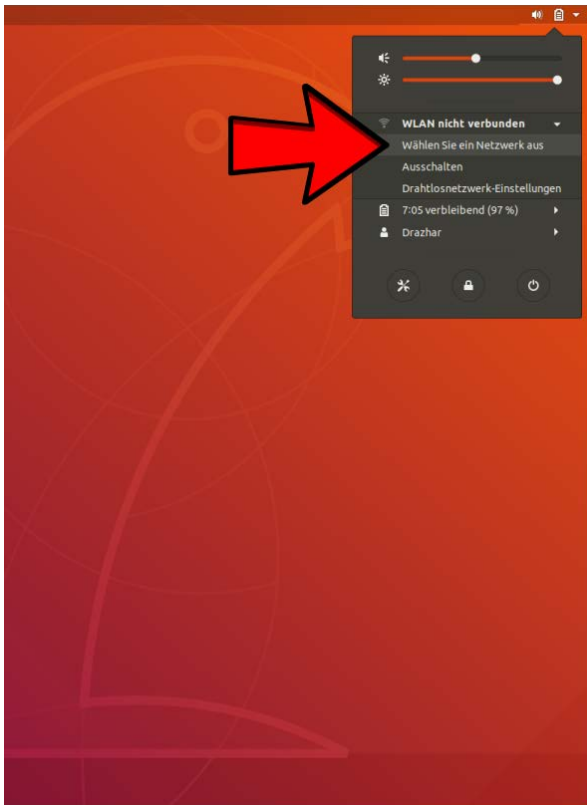 WLAN nicht verbunden
Wählen Sie ein Netzwerk aus
Ausschalten
Drahtlosnetzwerk-Einstellungen
7:05 verbleibend (97 %)
Drazhar